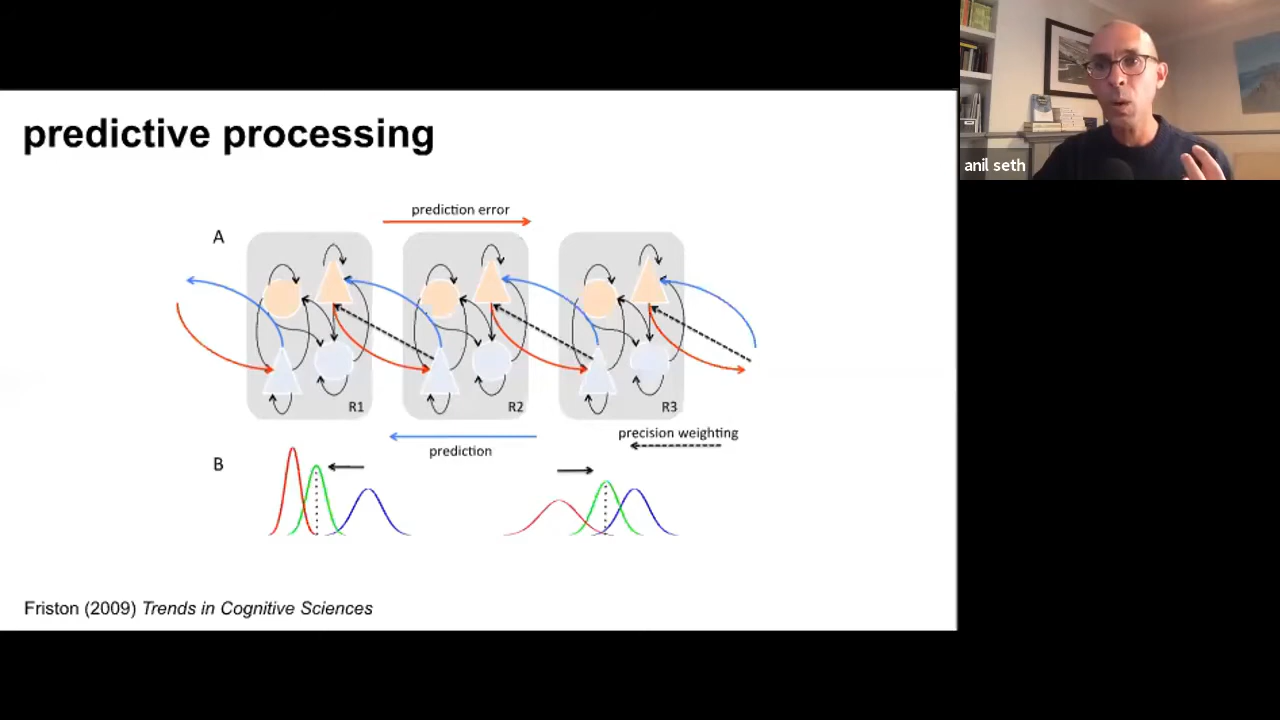 predictive processing
anil seth
prediction error
A
R1
R2
R3
precision weighting
prediction
B
Friston (2009) Trends in Cognitive Sciences